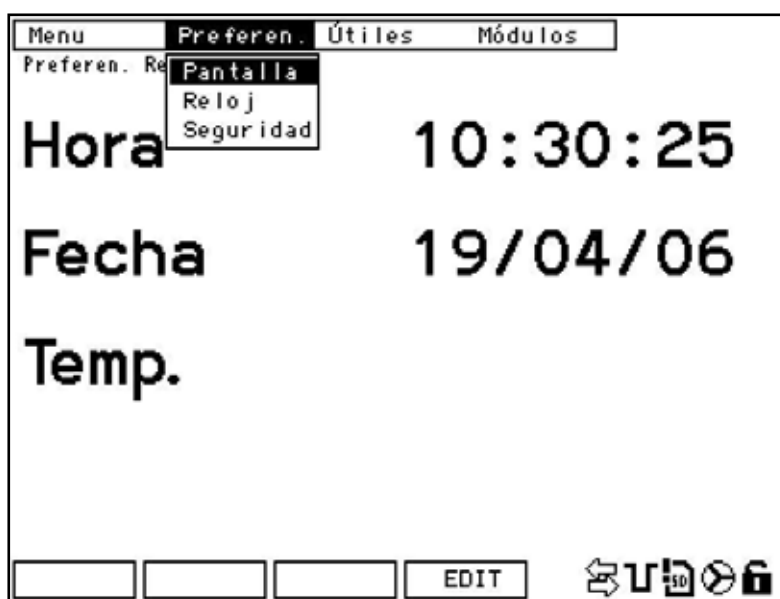 Menu Preferen. Útiles Módulos
Preferen. Re
Pantalla
Reloj
Seguridad
Hora 10:30:25
Fecha 19/04/06
Temp.
EDIT
SD